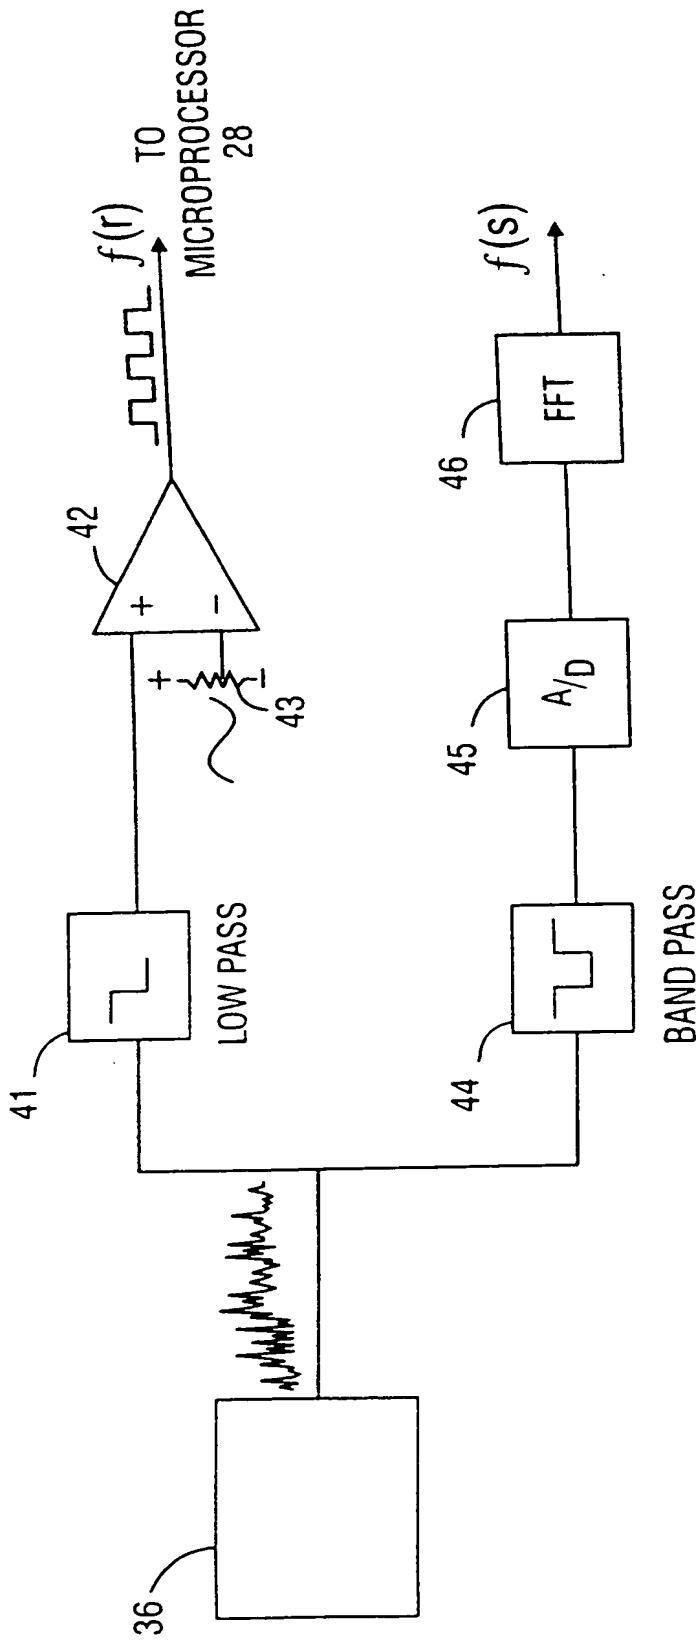 36
41
LOW PASS
+
−
43
+
−
42
f(r)
TO
MICROPROCESSOR
28
44
BAND PASS
45
A/D
46
FFT
f(s)